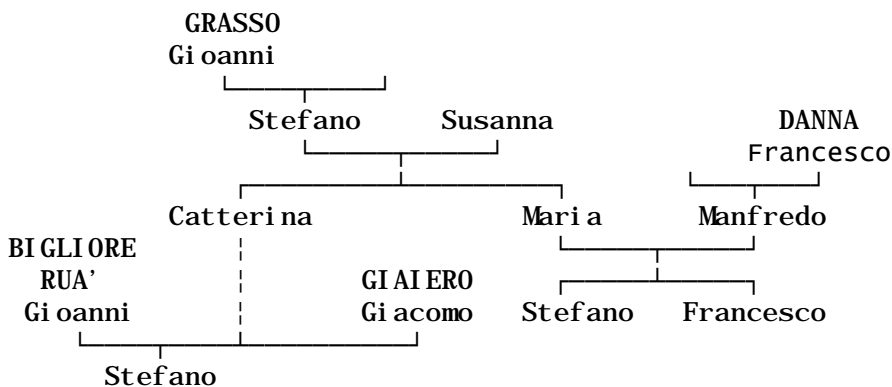 GRASSO
Gioanni
Stefano Susanna DANNA
Francesco
Catterina Maria Manfredo
BIGLIORE
RUA' GIAIERO
Gioanni Giacomo Stefano Francesco
Stefano